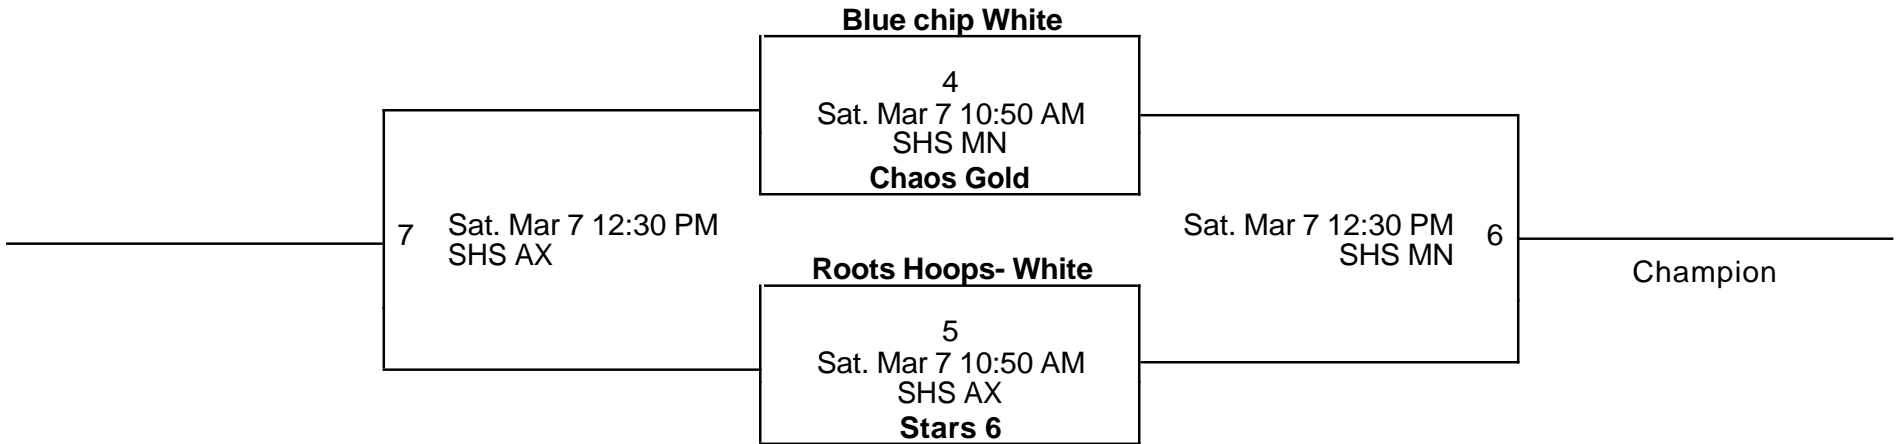 Blue chip White
4
Sat. Mar 7 10:50 AM
SHS MN
Chaos Gold
7
Sat. Mar 7 12:30 PM
SHS AX
Sat. Mar 7 12:30 PM
SHS MN
6
Champion
Roots Hoops- White
5
Sat. Mar 7 10:50 AM
SHS AX
Stars 6